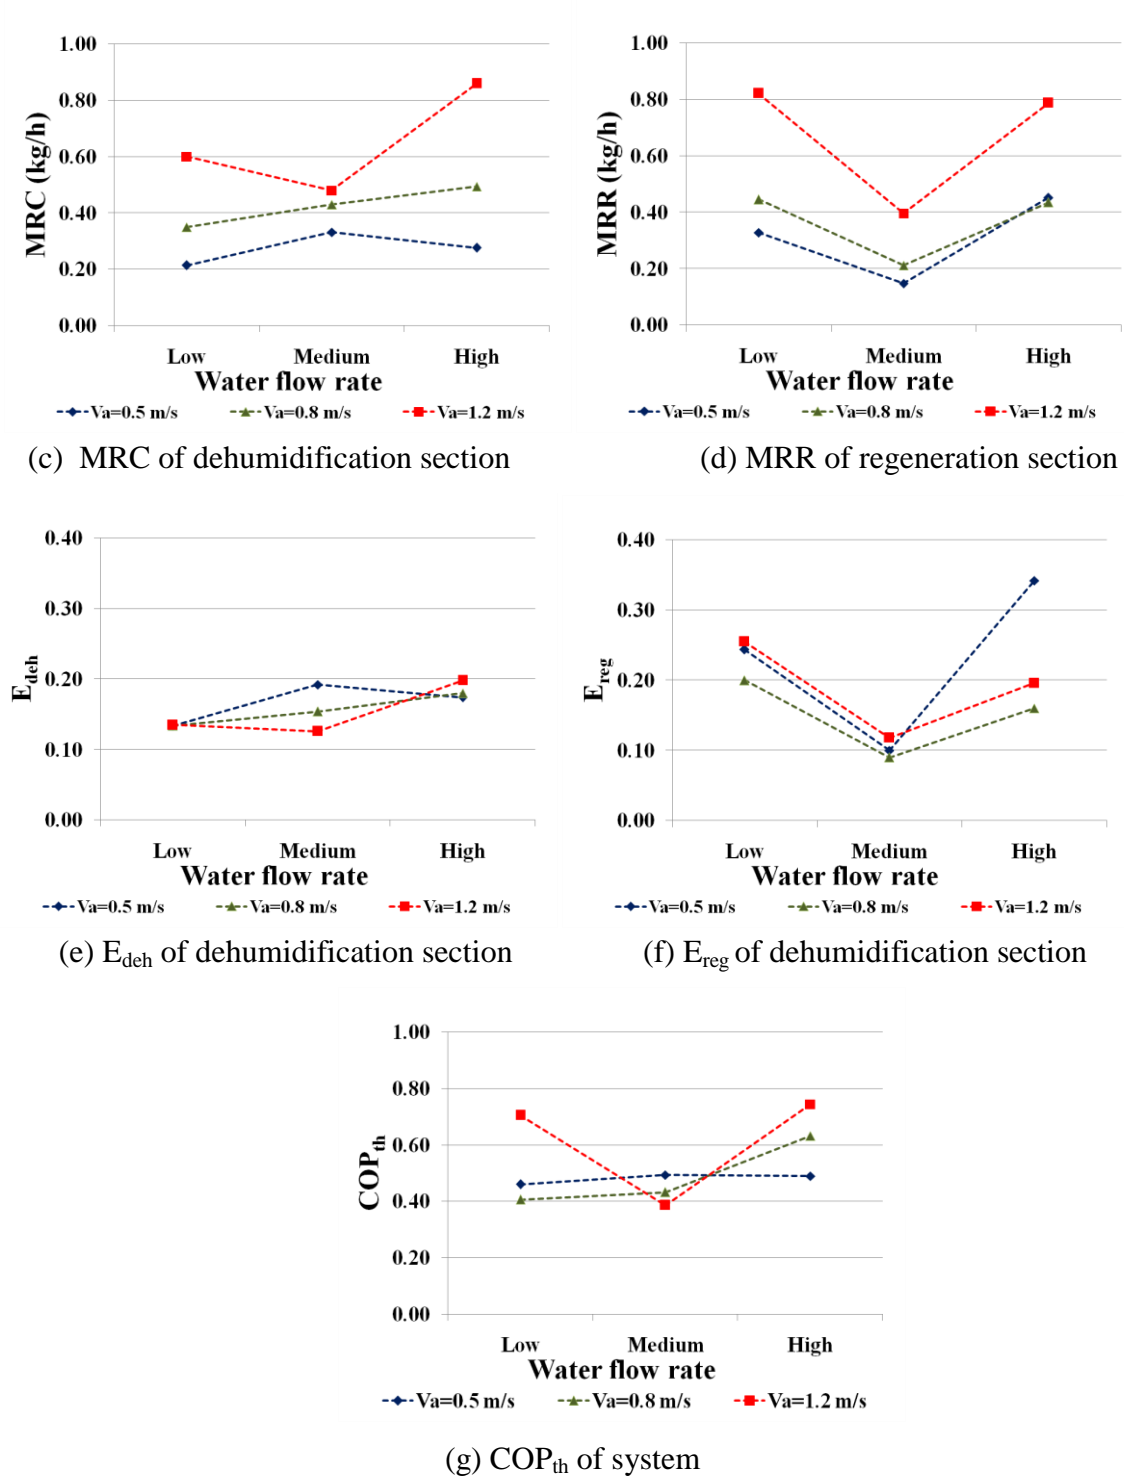 1.00
0.80
0.60
0.40
0.20
0.00
MRC (kg/h)
Low Medium High
Water flow rate
Va=0.5 m/s Va=0.8 m/s Va=1.2 m/s
(c) MRC of dehumidification section
1.00
0.80
0.60
0.40
0.20
0.00
MRR (kg/h)
Low Medium High
Water flow rate
Va=0.5 m/s Va=0.8 m/s Va=1.2 m/s
(d) MRR of regeneration section
0.40
0.30
0.20
0.10
0.00
Edeh
Low Medium High
Water flow rate
Va=0.5 m/s Va=0.8 m/s Va=1.2 m/s
(e) Edeh of dehumidification section
0.40
0.30
0.20
0.10
0.00
Ereg
Low Medium High
Water flow rate
Va=0.5 m/s Va=0.8 m/s Va=1.2 m/s
(f) Ereg of dehumidification section
1.00
0.80
0.60
0.40
0.20
0.00
COPth
Low Medium High
Water flow rate
Va=0.5 m/s Va=0.8 m/s Va=1.2 m/s
(g) COPth of system